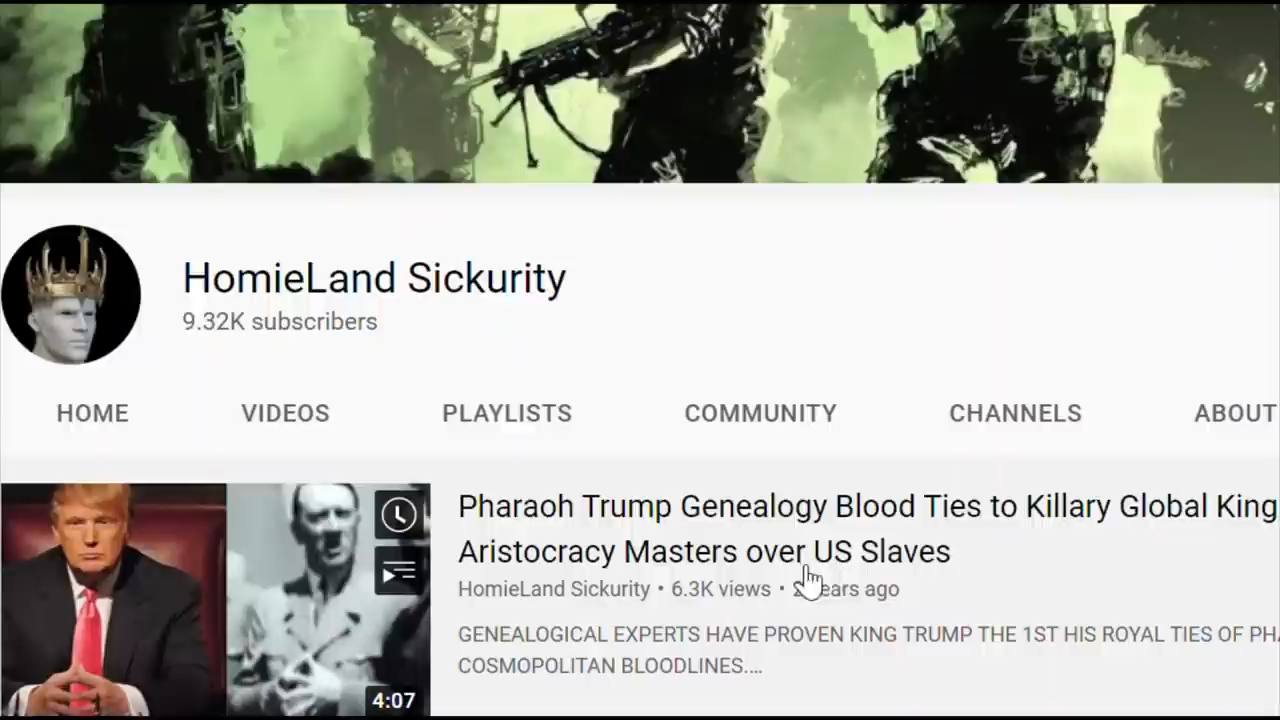 HomieLand Sickurity
9.32K subscribers
HOME VIDEOS PLAYLISTS COMMUNITY CHANNELS ABOUT
Pharaoh Trump Genealogy Blood Ties to Killary Global King
Aristocracy Masters over US Slaves
HomieLand Sickurity • 6.3K views • 2 years ago
GENEALOGICAL EXPERTS HAVE PROVEN KING TRUMP THE 1ST HIS ROYAL TIES OF PH
COSMOPOLITAN BLOODLINES....
4:07